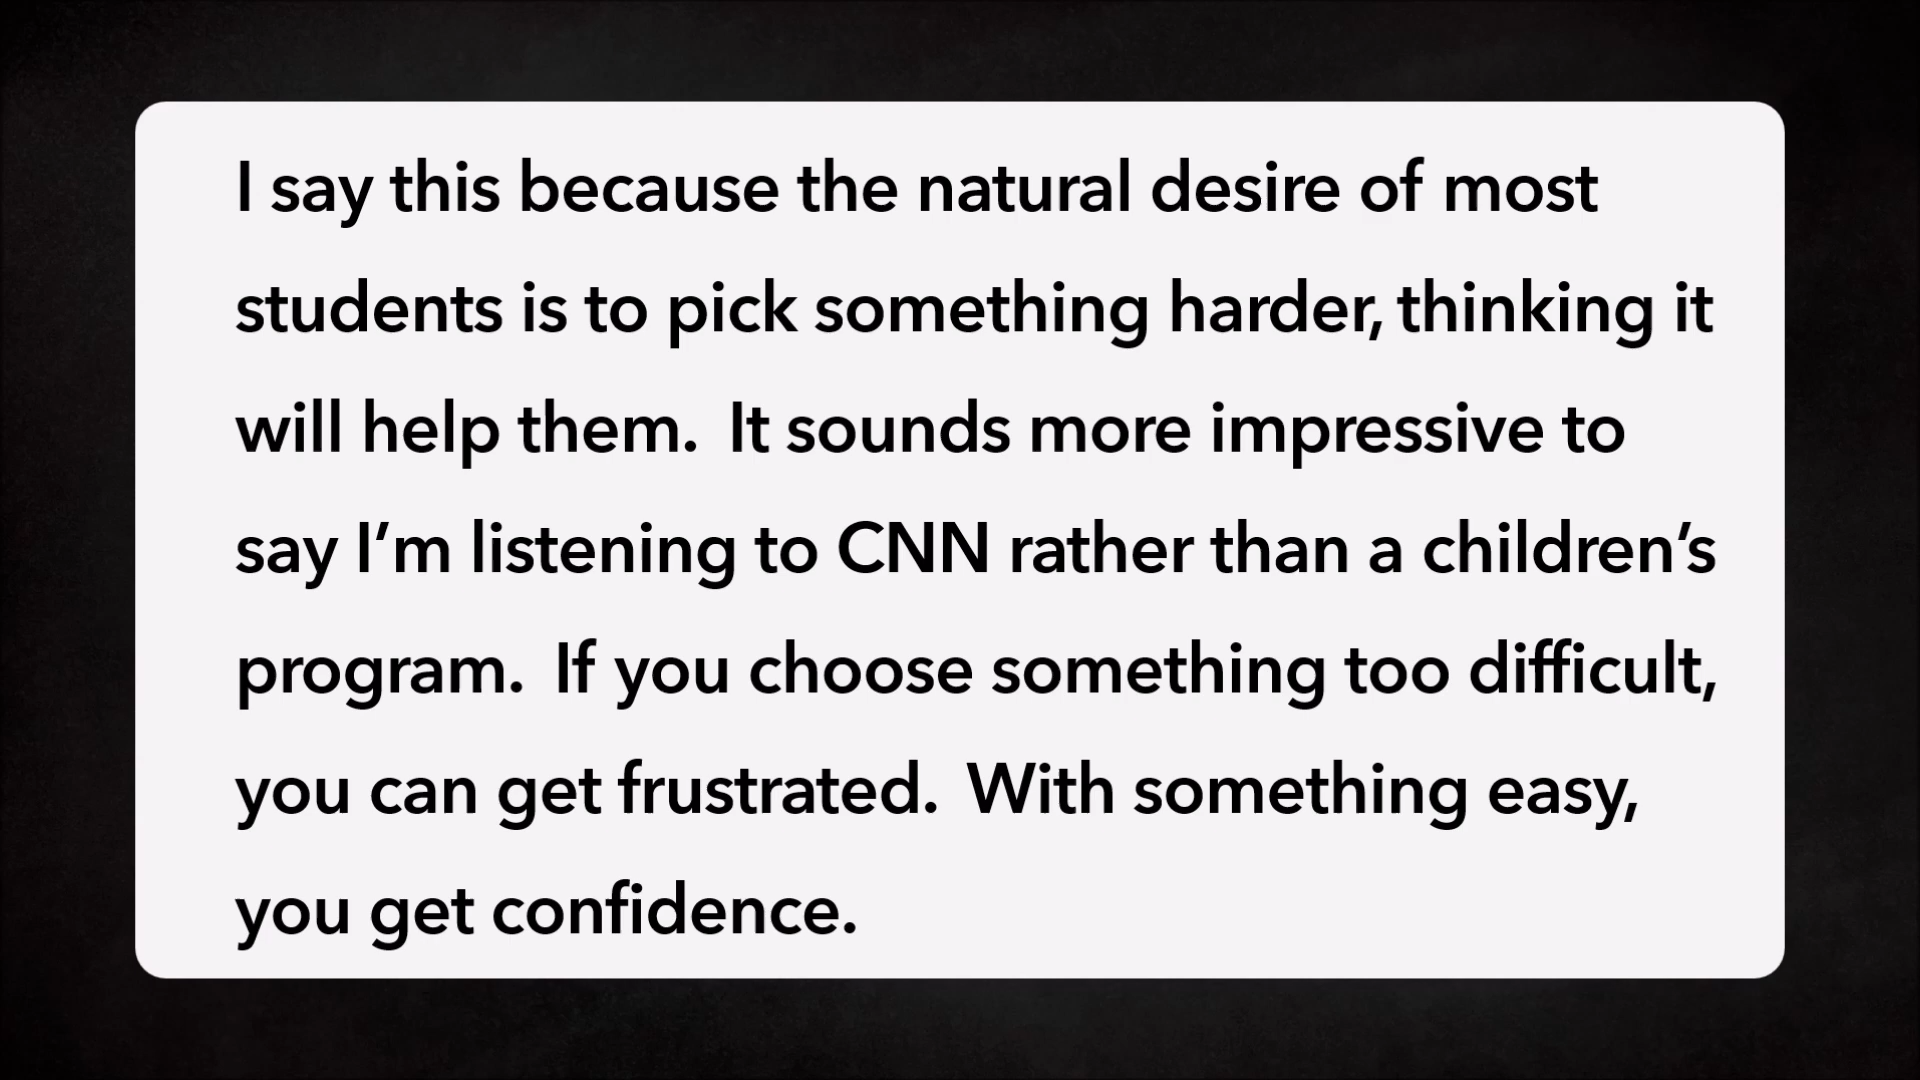 I say this because the natural desire of most
students is to pick something harder, thinking it
will help them.  It sounds more impressive to
say I’m listening to CNN rather than a children’s
program.  If you choose something too difficult,
you can get frustrated.  With something easy,
you get confidence.